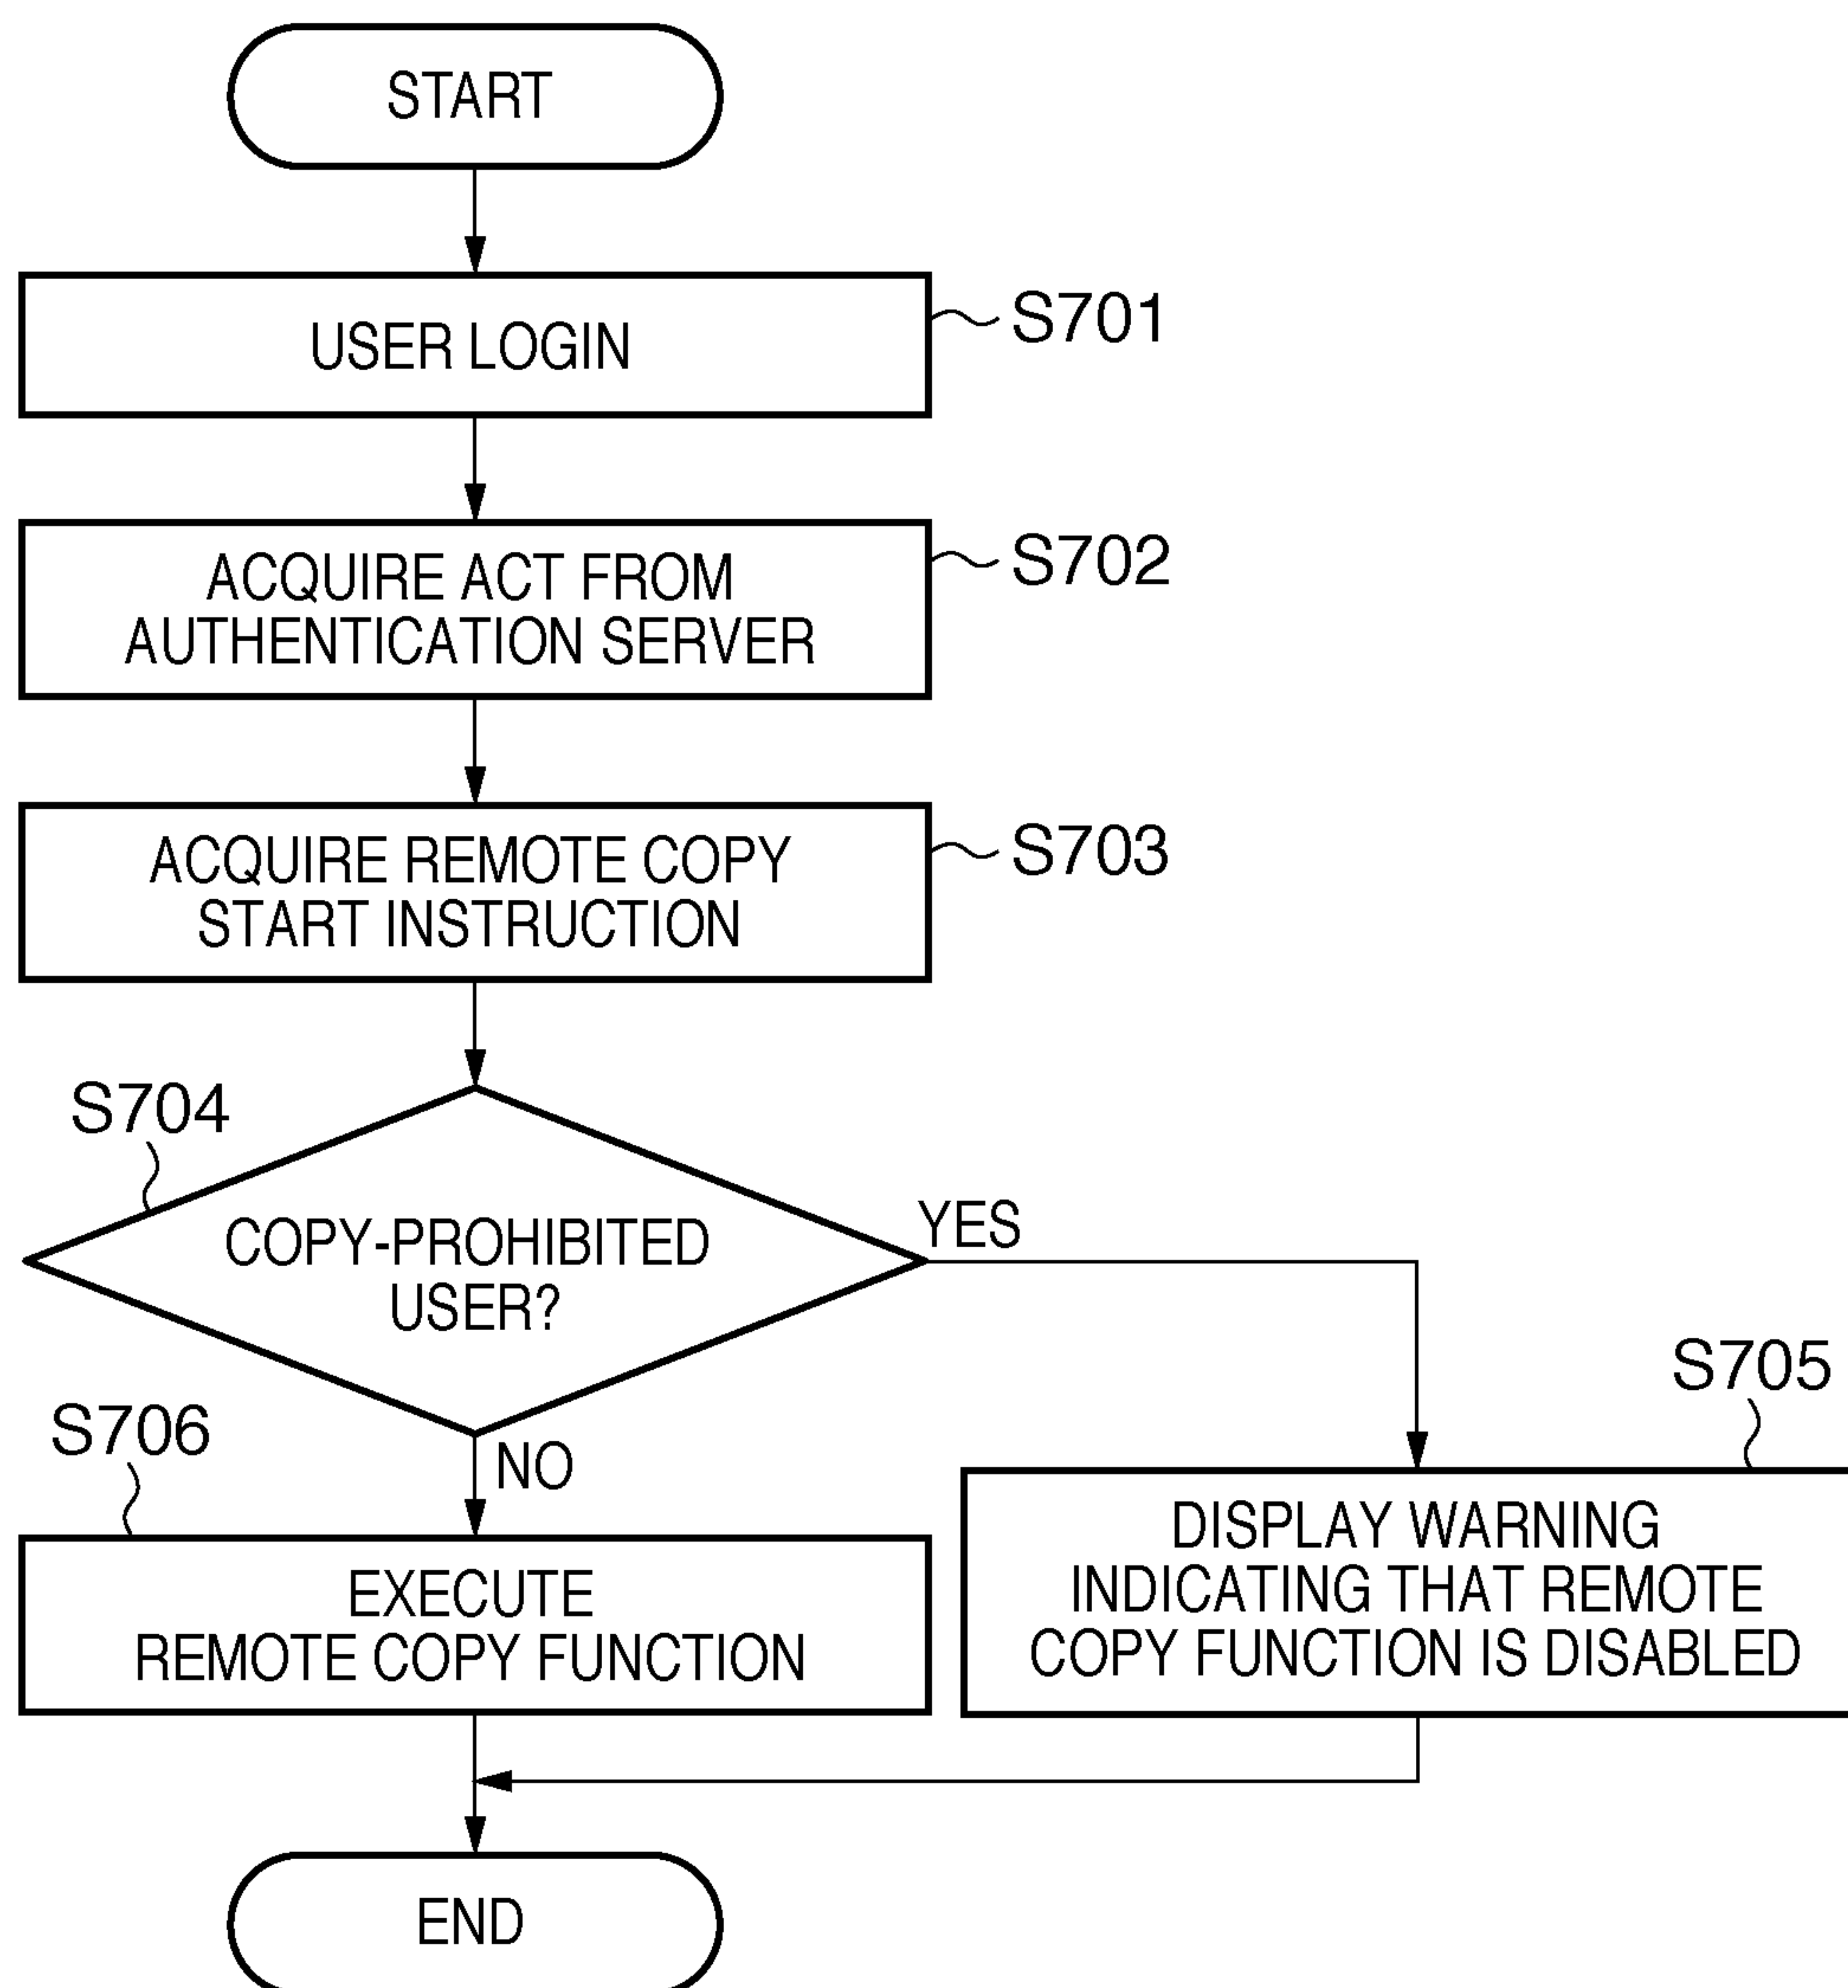 START
USER LOGIN
S701
ACQUIRE ACT FROM
AUTHENTICATION SERVER
S702
ACQUIRE REMOTE COPY
START INSTRUCTION
S703
S704
COPY-PROHIBITED
USER?
YES
NO
S705
DISPLAY WARNING
INDICATING THAT REMOTE
COPY FUNCTION IS DISABLED
S706
EXECUTE
REMOTE COPY FUNCTION
END